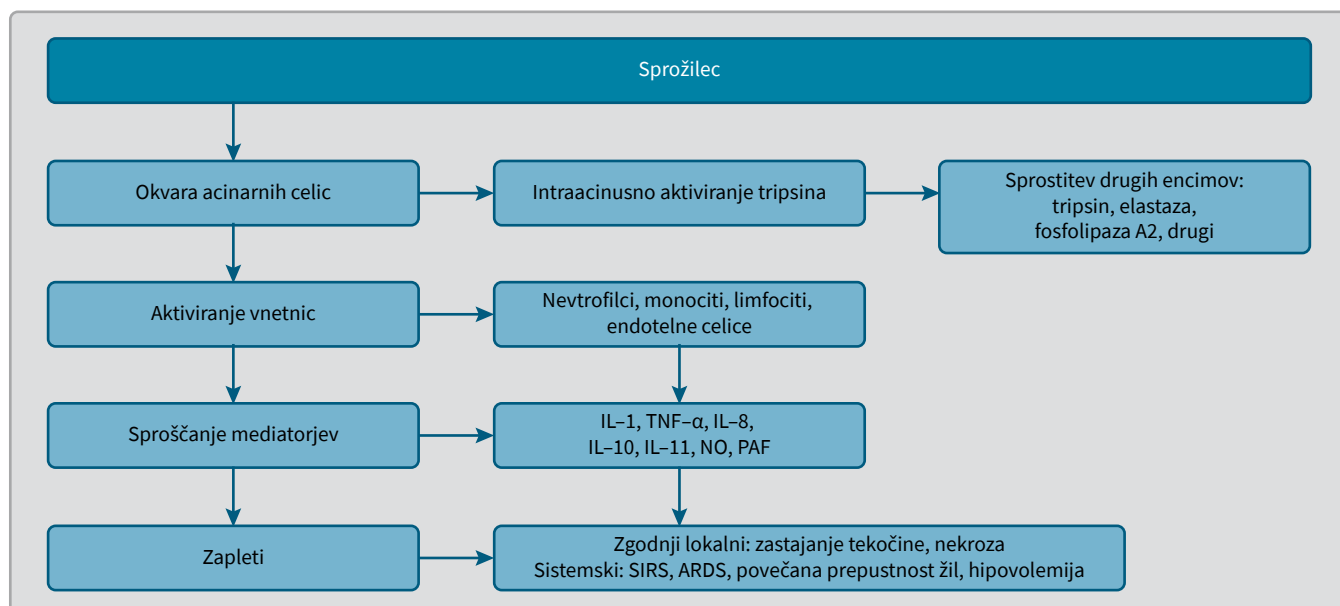 Sprožilec
Okvara acinarnih celic
Intraacinusno aktiviranje tripsina
Sprostitev drugih encimov:
tripsin, elastaza,
fosfolipaza A2, drugi
Aktiviranje vnetnic
Nevtrofilci, monociti, limfociti,
endotelne celice
Sproščanje mediatorjev
IL–1, TNF–α, IL–8,
IL–10, IL–11, NO, PAF
Zapleti
Zgodnji lokalni: zastajanje tekočine, nekroza
Sistemski: SIRS, ARDS, povečana prepustnost žil, hipovolemija